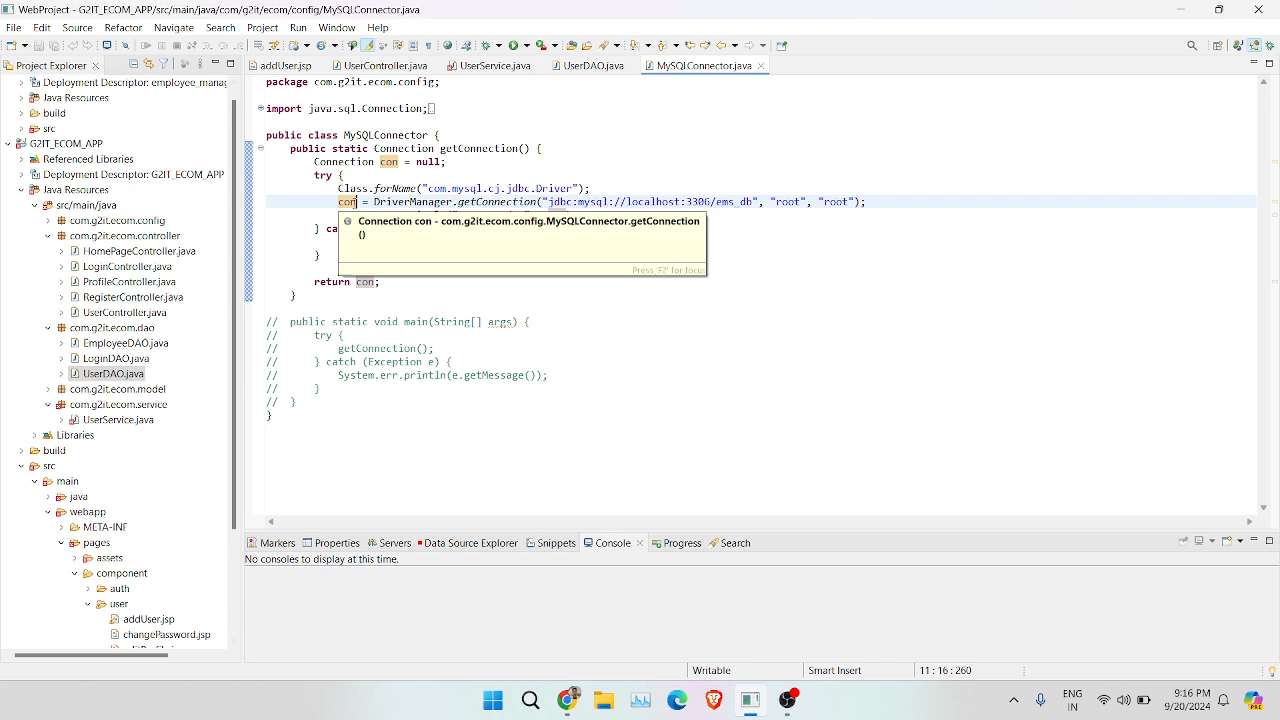 WebProject - G2IT_ECOM_APP/src/main/java/com/g2it/ecom/config/MySQLConnector.java - Eclipse IDE
File Edit Source Refactor Navigate Search Project Run Window Help
Project Explorer
addUser.jsp UserController.java UserService.java UserDAO.java MySQLConnector.java
Deployment Descriptor: employee_manag
Java Resources
build
src
G2IT_ECOM_APP
Referenced Libraries
Deployment Descriptor: G2IT_ECOM_APP
Java Resources
src/main/java
com.g2it.ecom.config
com.g2it.ecom.controller
HomePageController.java
LoginController.java
ProfileController.java
RegisterController.java
UserController.java
com.g2it.ecom.dao
EmployeeDAO.java
LoginDAO.java
UserDAO.java
com.g2it.ecom.model
com.g2it.ecom.service
UserService.java
Libraries
build
src
main
java
webapp
META-INF
pages
assets
component
auth
user
addUser.jsp
changePassword.jsp
package com.g2it.ecom.config;
import java.sql.Connection;
public class MySQLConnector {
public static Connection getConnection() {
Connection con = null;
try {
Class.forName("com.mysql.cj.jdbc.Driver");
con = DriverManager.getConnection("jdbc:mysql://localhost:3306/ems_db", "root", "root");
Connection con - com.g2it.ecom.config.MySQLConnector.getConnection
()
Press 'F2' for focus
} ca
}
return con;
}
// public static void main(String[] args) {
// try {
// getConnection();
// } catch (Exception e) {
// System.err.println(e.getMessage());
// }
// }
}
Markers Properties Servers Data Source Explorer Snippets Console Progress Search
No consoles to display at this time.
Writable Smart Insert 11 : 16 : 260
ENG
IN
9:16 PM
9/20/2024